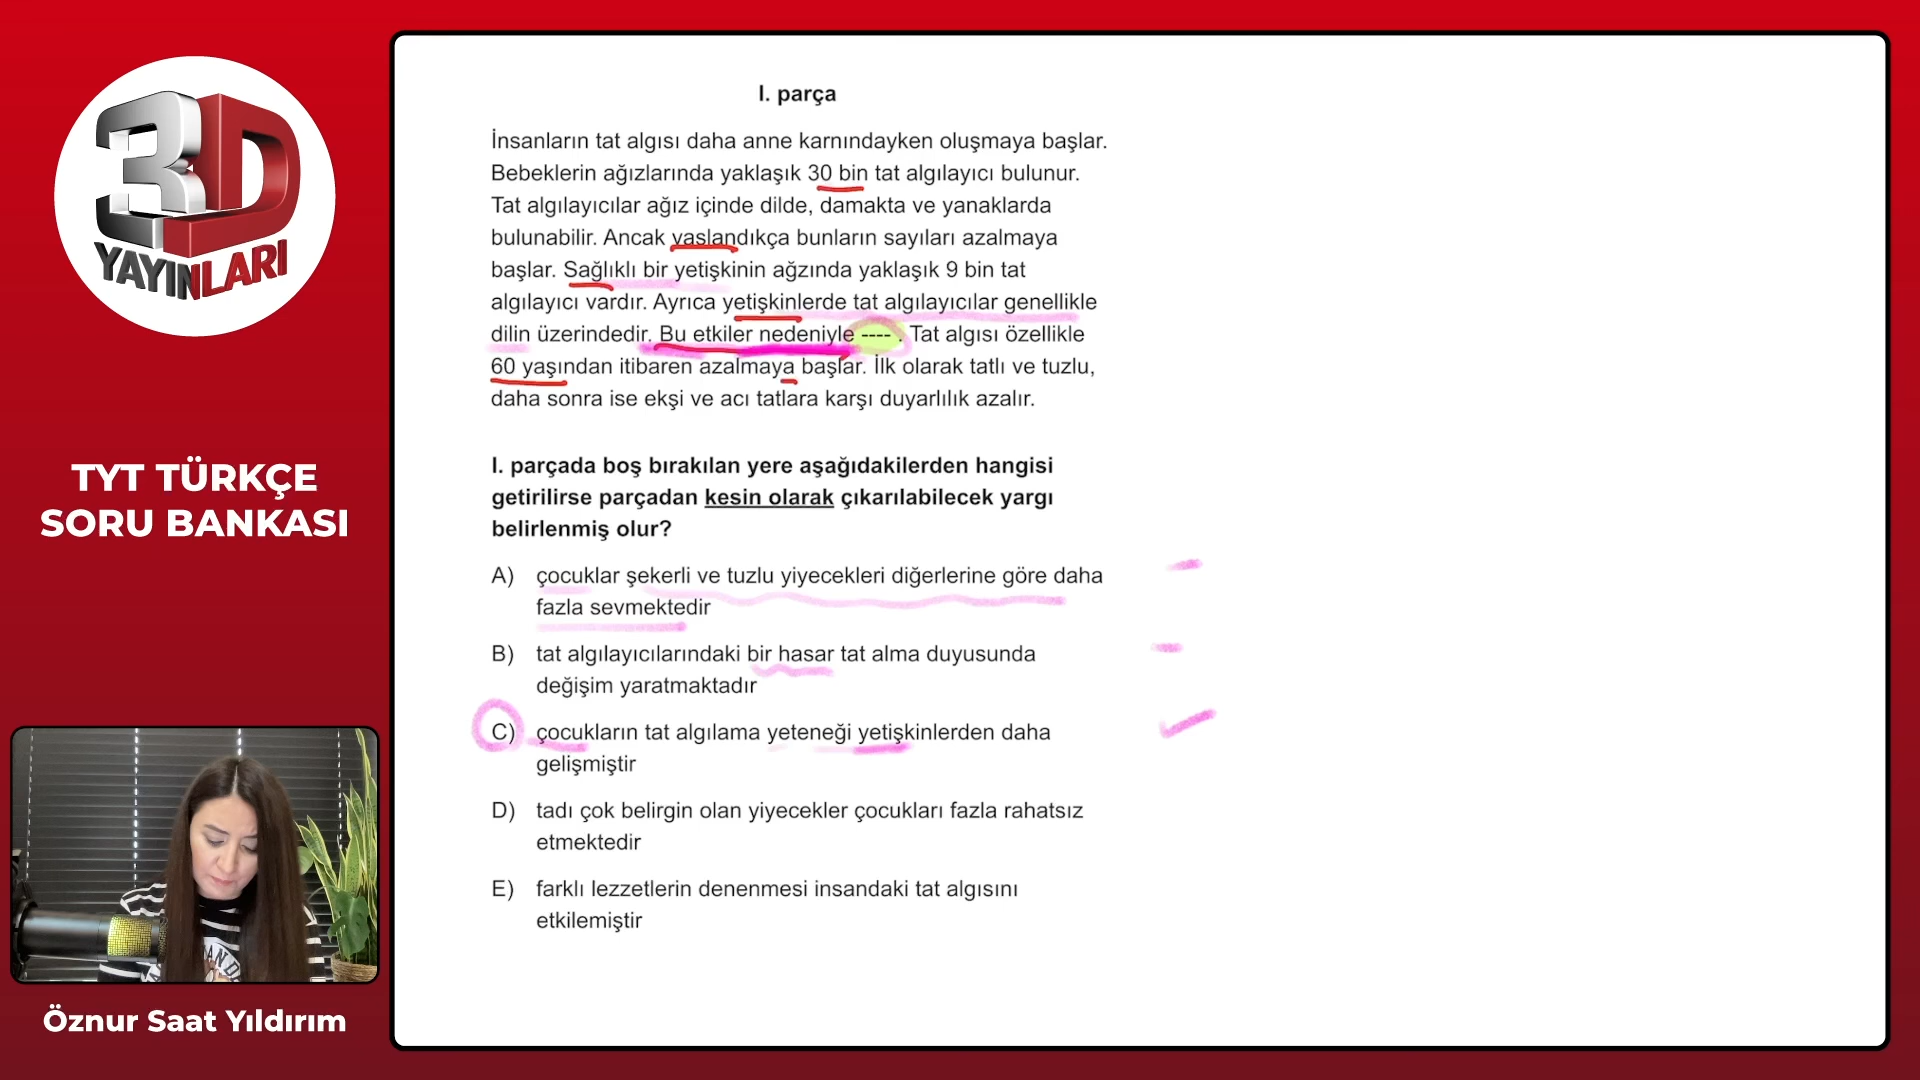 3D
YAYINLARI
TYT TÜRKÇE
SORU BANKASI
Öznur Saat Yıldırım
I. parça
İnsanların tat algısı daha anne karnındayken oluşmaya başlar.
Bebeklerin ağızlarında yaklaşık 30 bin tat algılayıcı bulunur.
Tat algılayıcılar ağız içinde dilde, damakta ve yanaklarda
bulunabilir. Ancak yaşlandıkça bunların sayıları azalmaya
başlar. Sağlıklı bir yetişkinin ağzında yaklaşık 9 bin tat
algılayıcı vardır. Ayrıca yetişkinlerde tat algılayıcılar genellikle
dilin üzerindedir. Bu etkiler nedeniyle ---- . Tat algısı özellikle
60 yaşından itibaren azalmaya başlar. İlk olarak tatlı ve tuzlu,
daha sonra ise ekşi ve acı tatlara karşı duyarlılık azalır.
I. parçada boş bırakılan yere aşağıdakilerden hangisi
getirilirse parçadan kesin olarak çıkarılabilecek yargı
belirlenmiş olur?
A) çocuklar şekerli ve tuzlu yiyecekleri diğerlerine göre daha
fazla sevmektedir
B) tat algılayıcılarındaki bir hasar tat alma duyusunda
değişim yaratmaktadır
C) çocukların tat algılama yeteneği yetişkinlerden daha
gelişmiştir
D) tadı çok belirgin olan yiyecekler çocukları fazla rahatsız
etmektedir
E) farklı lezzetlerin denenmesi insandaki tat algısını
etkilemiştir